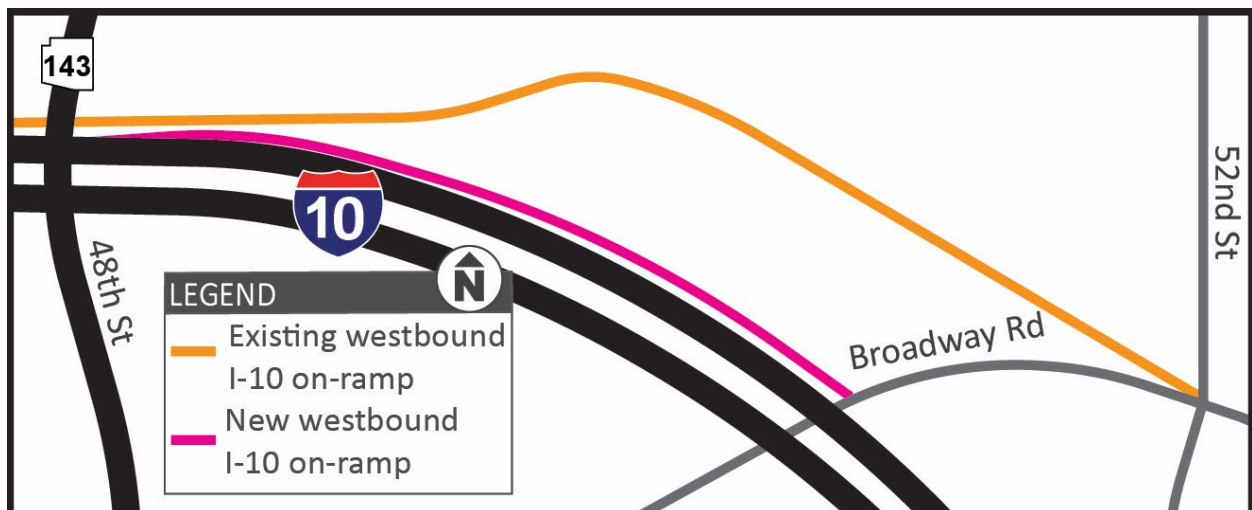 143
10
48th St
52nd St
Broadway Rd
N
LEGEND
Existing westbound
I-10 on-ramp
New westbound
I-10 on-ramp